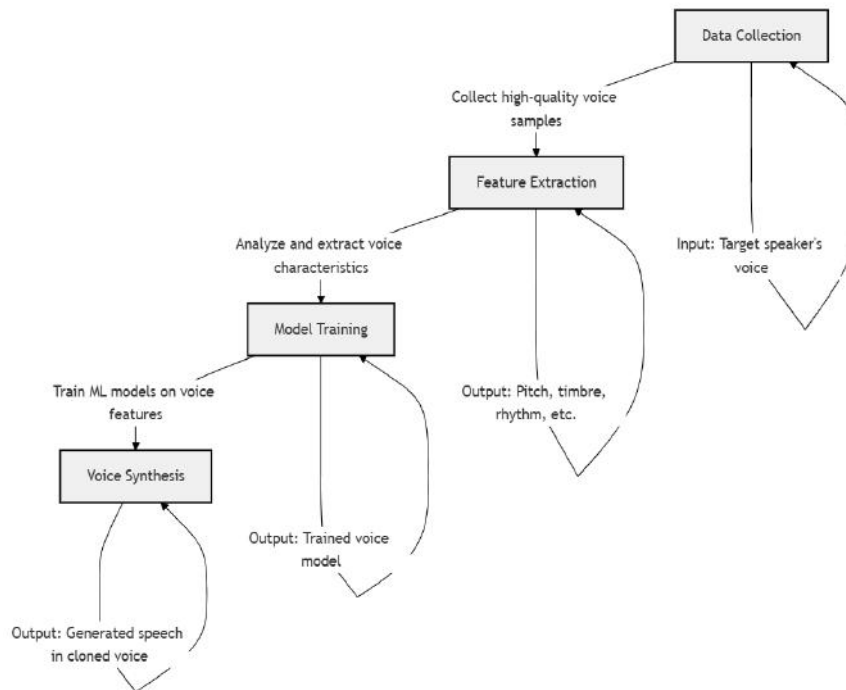 Data Collection
Collect high-quality voice
samples
Feature Extraction
Input: Target speaker's
voice
Analyze and extract voice
characteristics
Model Training
Output: Pitch, timbre,
rhythm, etc.
Train ML models on voice
features
Voice Synthesis
Output: Trained voice
model
Output: Generated speech
in cloned voice